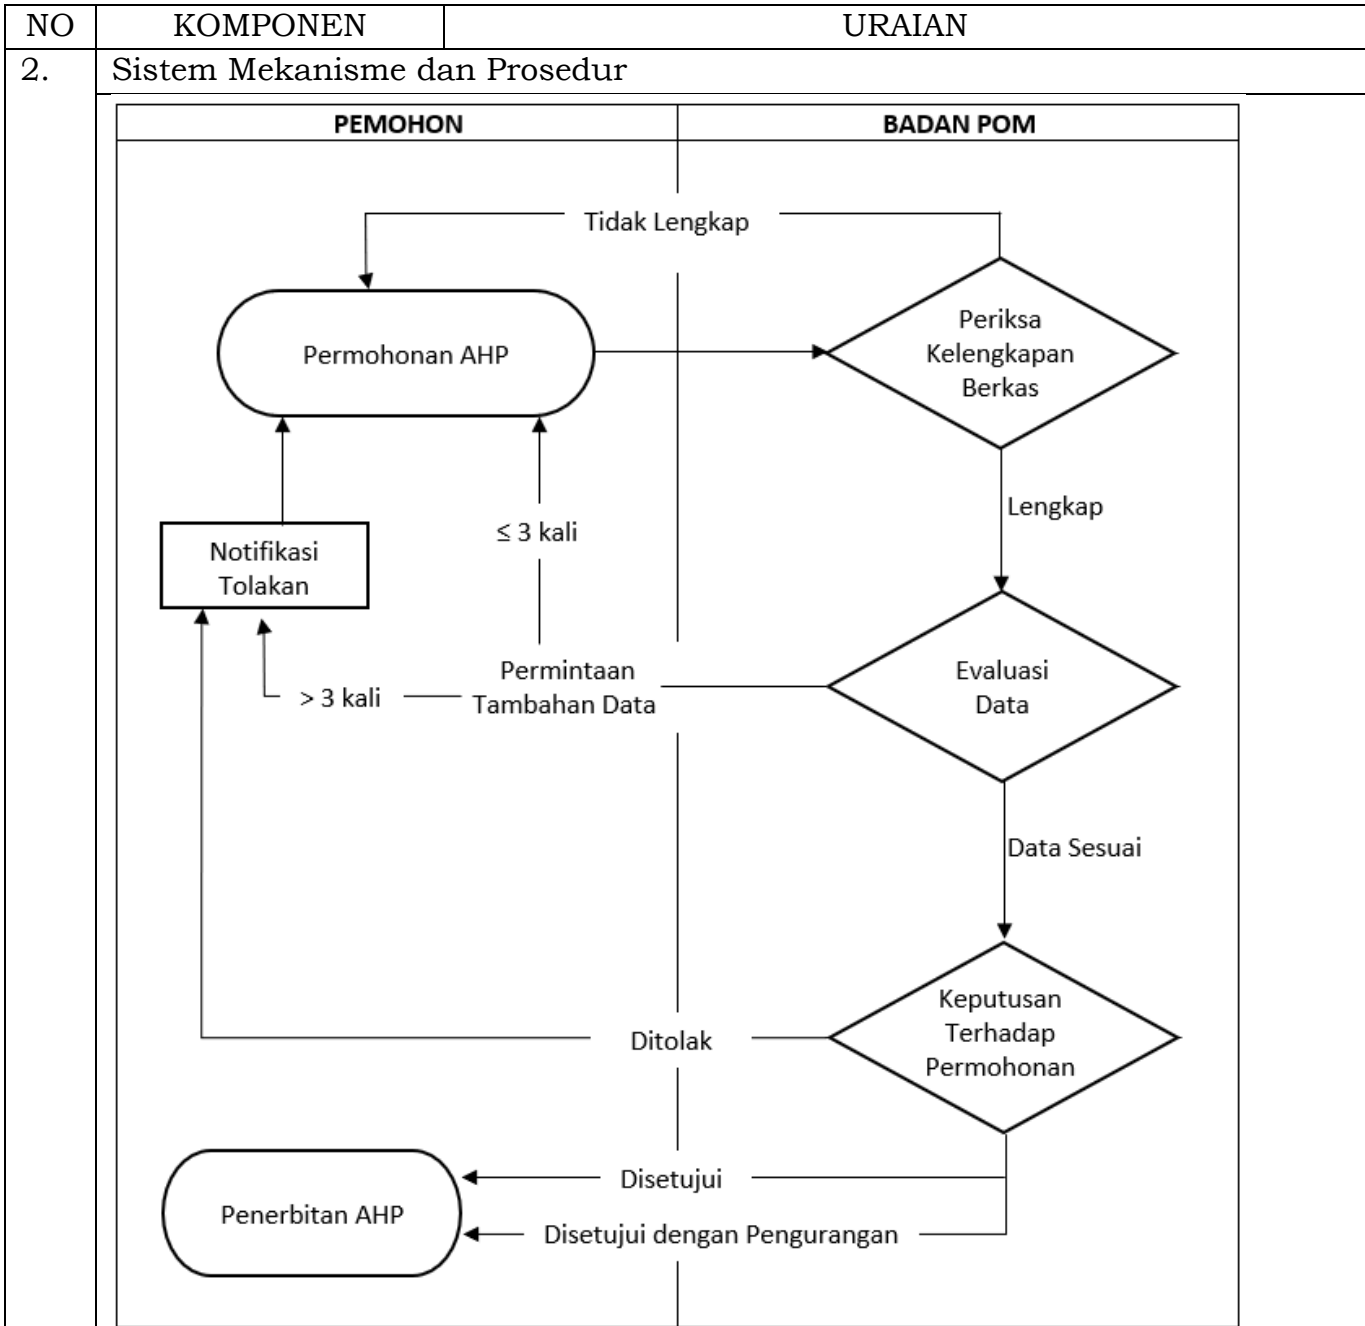 NO KOMPONEN URAIAN
2. Sistem Mekanisme dan Prosedur
PEMOHON BADAN POM
Tidak Lengkap
Permohonan AHP
Periksa
Kelengkapan
Berkas
Lengkap
≤ 3 kali
Notifikasi
Tolakan
Permintaan
Tambahan Data
> 3 kali
Evaluasi
Data
Data Sesuai
Keputusan
Terhadap
Permohonan
Ditolak
Disetujui
Penerbitan AHP
Disetujui dengan Pengurangan